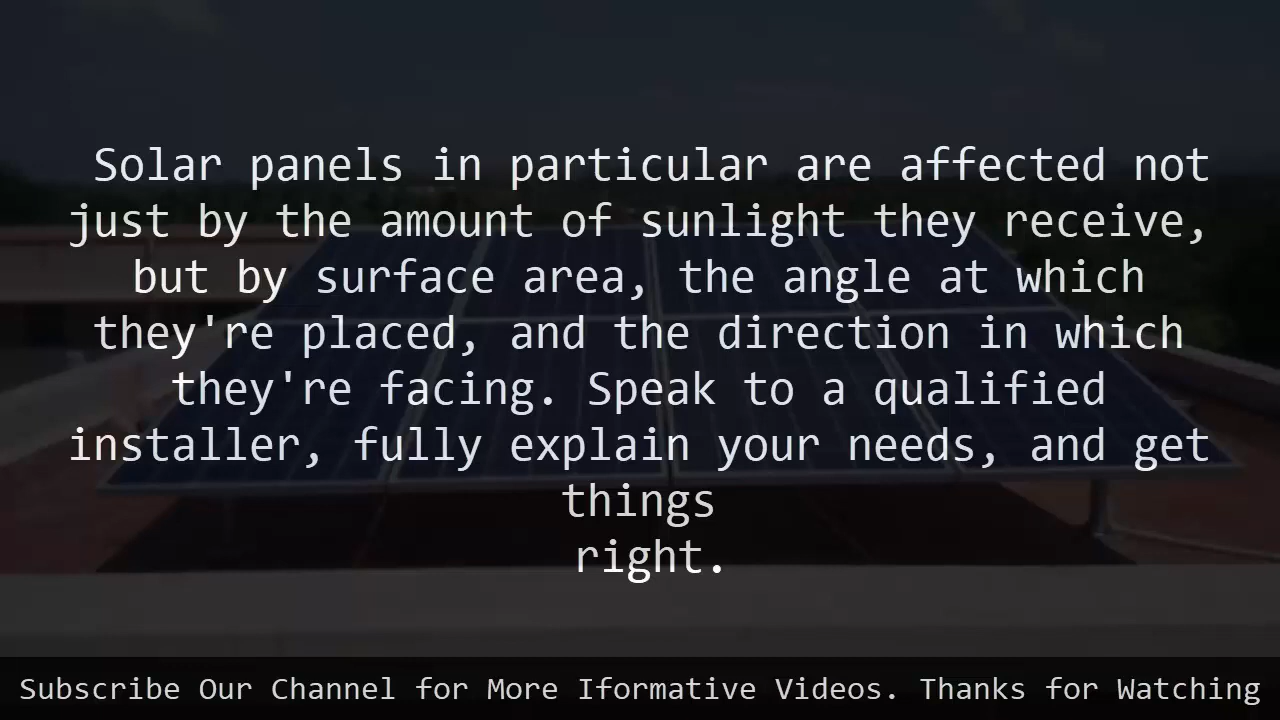 Solar panels in particular are affected not
just by the amount of sunlight they receive,
but by surface area, the angle at which
they're placed, and the direction in which
they're facing. Speak to a qualified
installer, fully explain your needs, and get
things
right.
Subscribe Our Channel for More Iformative Videos. Thanks for Watching